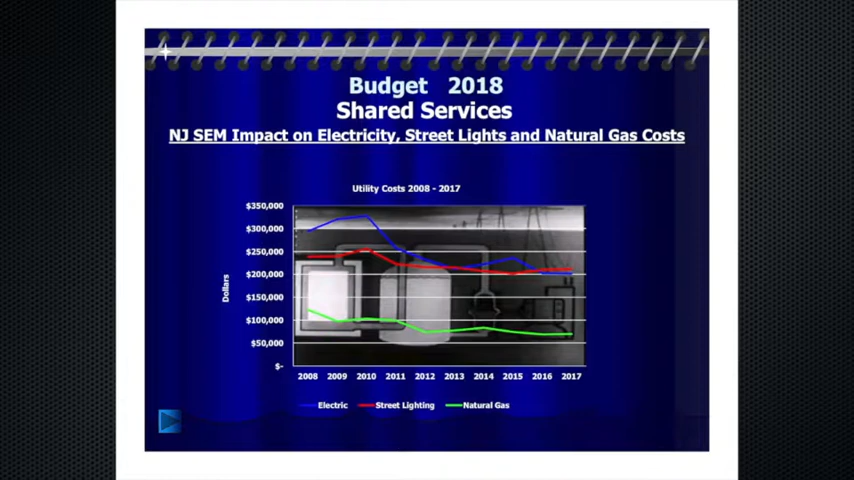 Budget 2018
Shared Services
NJ SEM Impact on Electricity, Street Lights and Natural Gas Costs
Utility Costs 2008 - 2017
$350,000
$300,000
$250,000
$200,000
$150,000
$100,000
$50,000
$-
Dollars
2008 2009 2010 2011 2012 2013 2014 2015 2016 2017
Electric Street Lighting Natural Gas